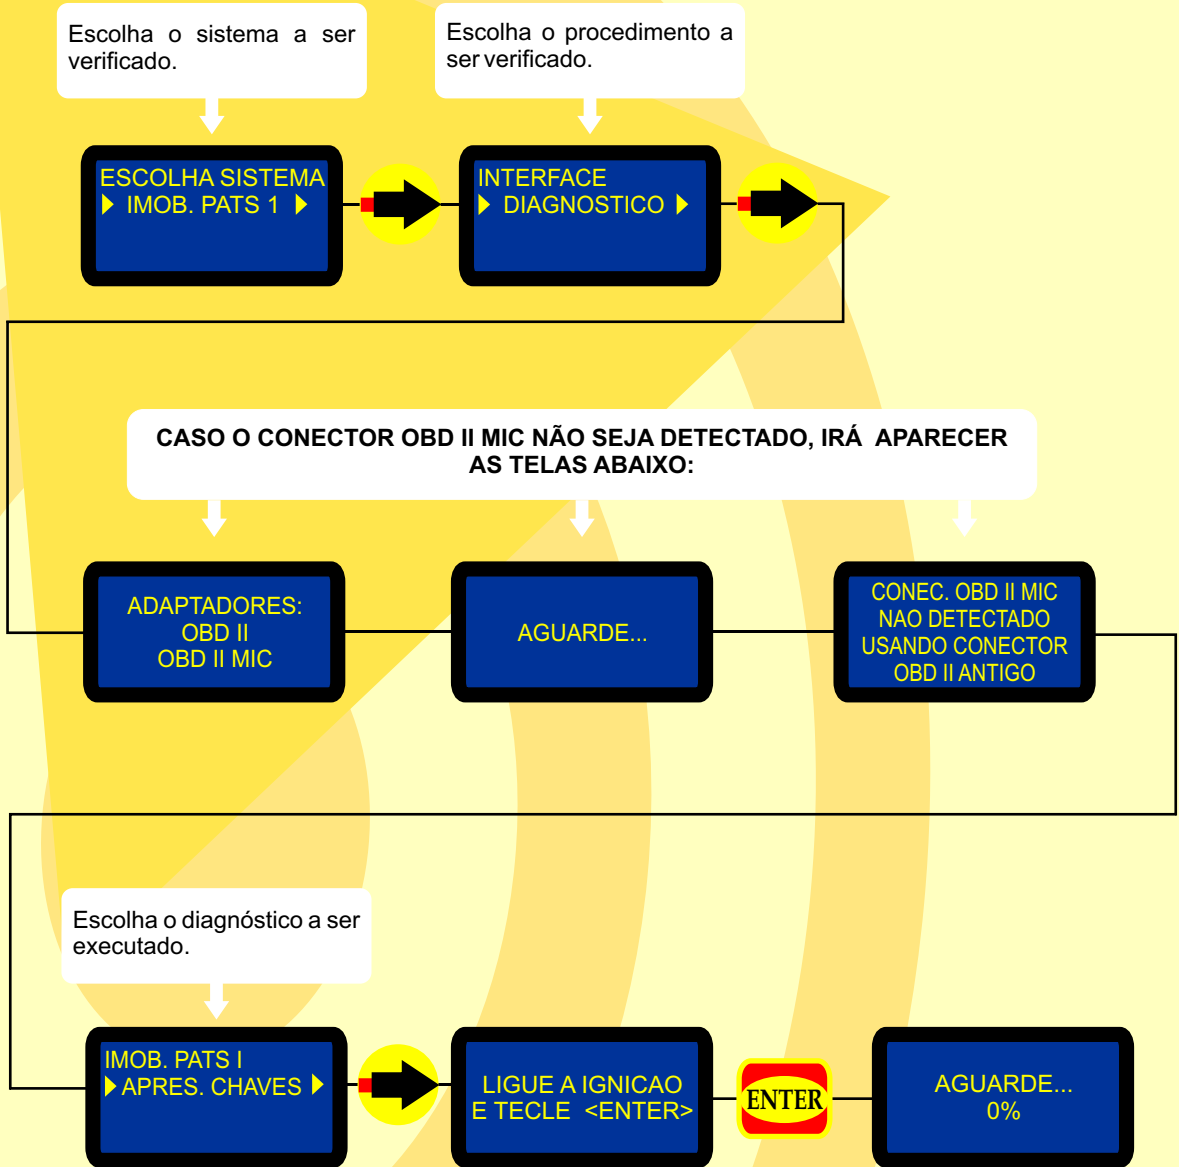 Escolha o sistema a ser
verificado.
Escolha o procedimento a
ser verificado.
ESCOLHA SISTEMA
IMOB. PATS 1
INTERFACE
DIAGNOSTICO
CASO O CONECTOR OBD II MIC NÃO SEJA DETECTADO, IRÁ APARECER
AS TELAS ABAIXO:
ADAPTADORES:
OBD II
OBD II MIC
AGUARDE...
CONEC. OBD II MIC
NAO DETECTADO
USANDO CONECTOR
OBD II ANTIGO
Escolha o diagnóstico a ser
executado.
IMOB. PATS I
APRES. CHAVES
LIGUE A IGNICAO
E TECLE <ENTER>
ENTER
AGUARDE...
0%